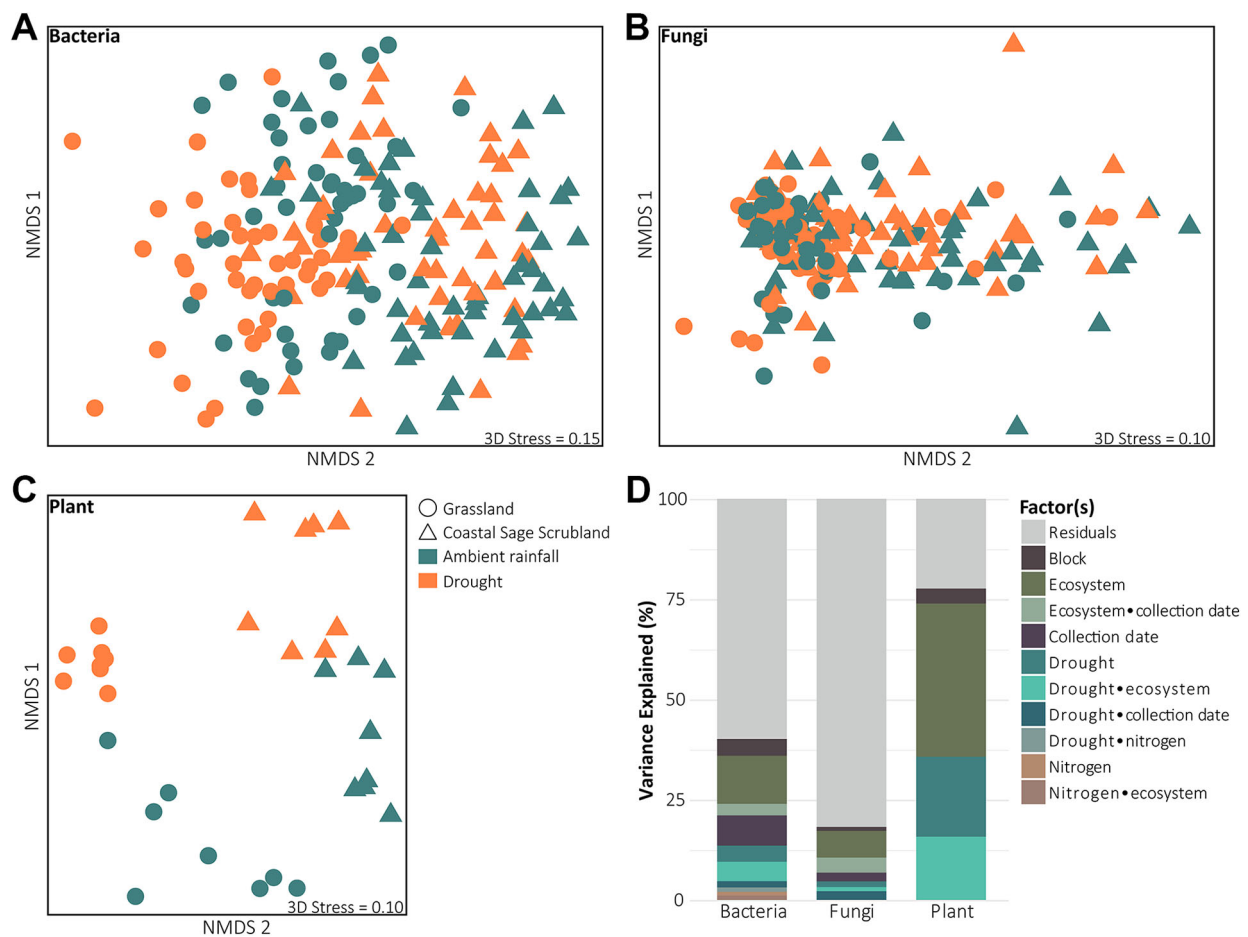 A
Bacteria
NMDS 1
3D Stress = 0.15
NMDS 2
B
Fungi
NMDS 1
3D Stress = 0.10
NMDS 2
C
Plant
NMDS 1
3D Stress = 0.10
NMDS 2
Grassland
Coastal Sage Scrubland
Ambient rainfall
Drought
D
Variance Explained (%)
100
75
50
25
0
Bacteria
Fungi
Plant
Factor(s)
Residuals
Block
Ecosystem
Ecosystem•collection date
Collection date
Drought
Drought•ecosystem
Drought•collection date
Drought•nitrogen
Nitrogen
Nitrogen•ecosystem